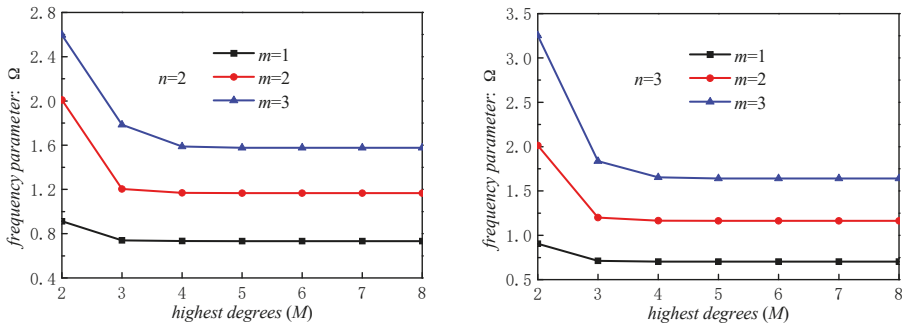 2.8
2.4
2.0
1.6
1.2
0.8
0.4
frequency parameter: Ω
n=2
m=1
m=2
m=3
2 3 4 5 6 7 8
highest degrees (M)
3.5
3.0
2.5
2.0
1.5
1.0
0.5
frequency parameter: Ω
n=3
m=1
m=2
m=3
2 3 4 5 6 7 8
highest degrees (M)